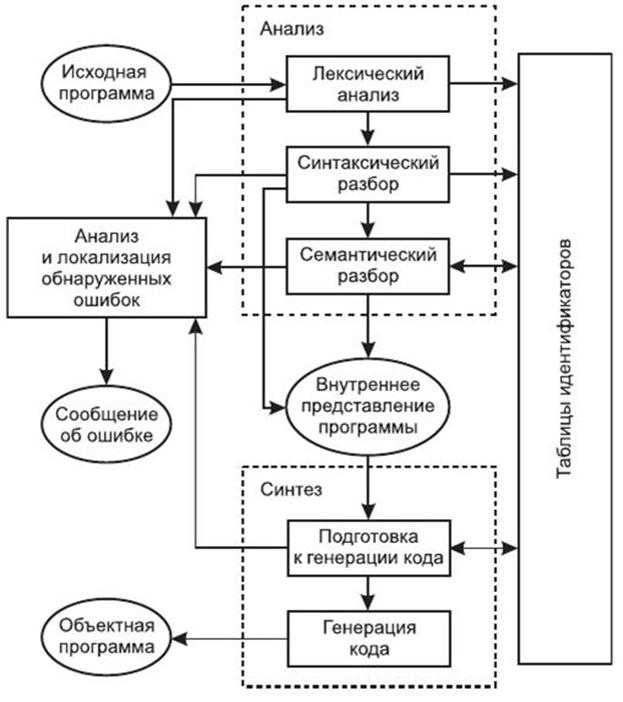 Анализ
Исходная
программа
Лексический
анализ
Синтаксический
разбор
Анализ
и локализация
обнаруженных
ошибок
Семантический
разбор
Таблицы идентификаторов
Сообщение
об ошибке
Внутреннее
представление
программы
Синтез
Подготовка
к генерации кода
Объектная
программа
Генерация
кода